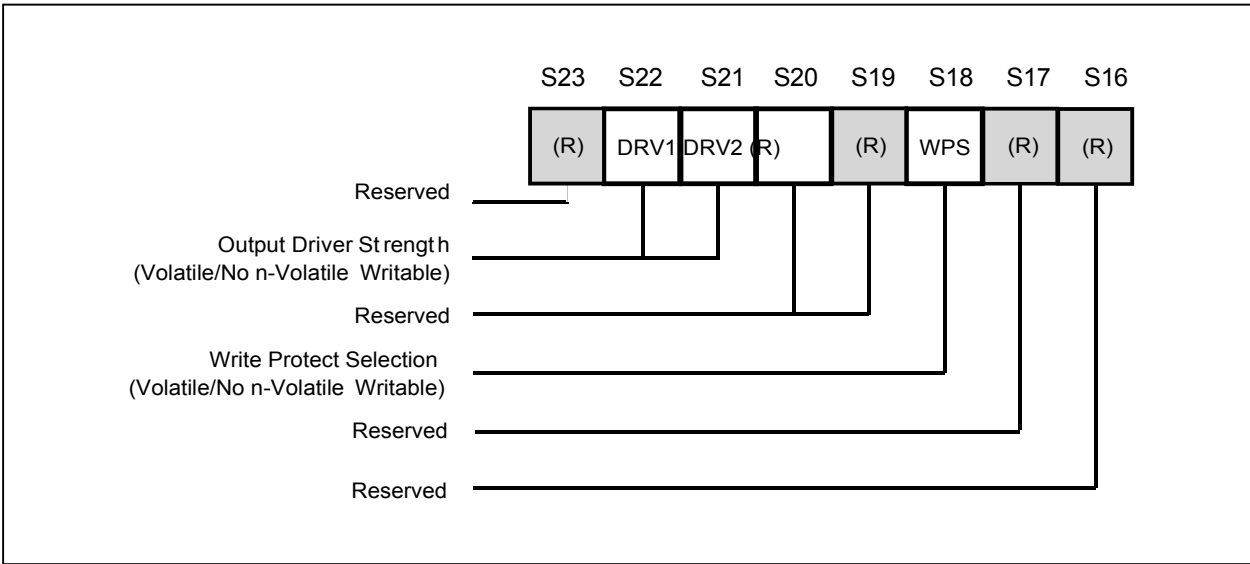 S23 S22 S21 S20 S19 S18 S17 S16
(R) DRV1 DRV2 (R) (R) WPS (R) (R)
Reserved
Output Driver St rengt h
(Volatile/No n-Volatile Writable)
Reserved
Write Protect Selection
(Volatile/No n-Volatile Writable)
Reserved
Reserved